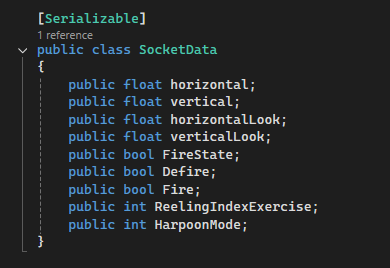 [Serializable]
1 reference
public class SocketData
{
public float horizontal;
public float vertical;
public float horizontalLook;
public float verticalLook;
public bool FireState;
public bool Defire;
public bool Fire;
public int ReelingIndexExercise;
public int HarpoonMode;
}